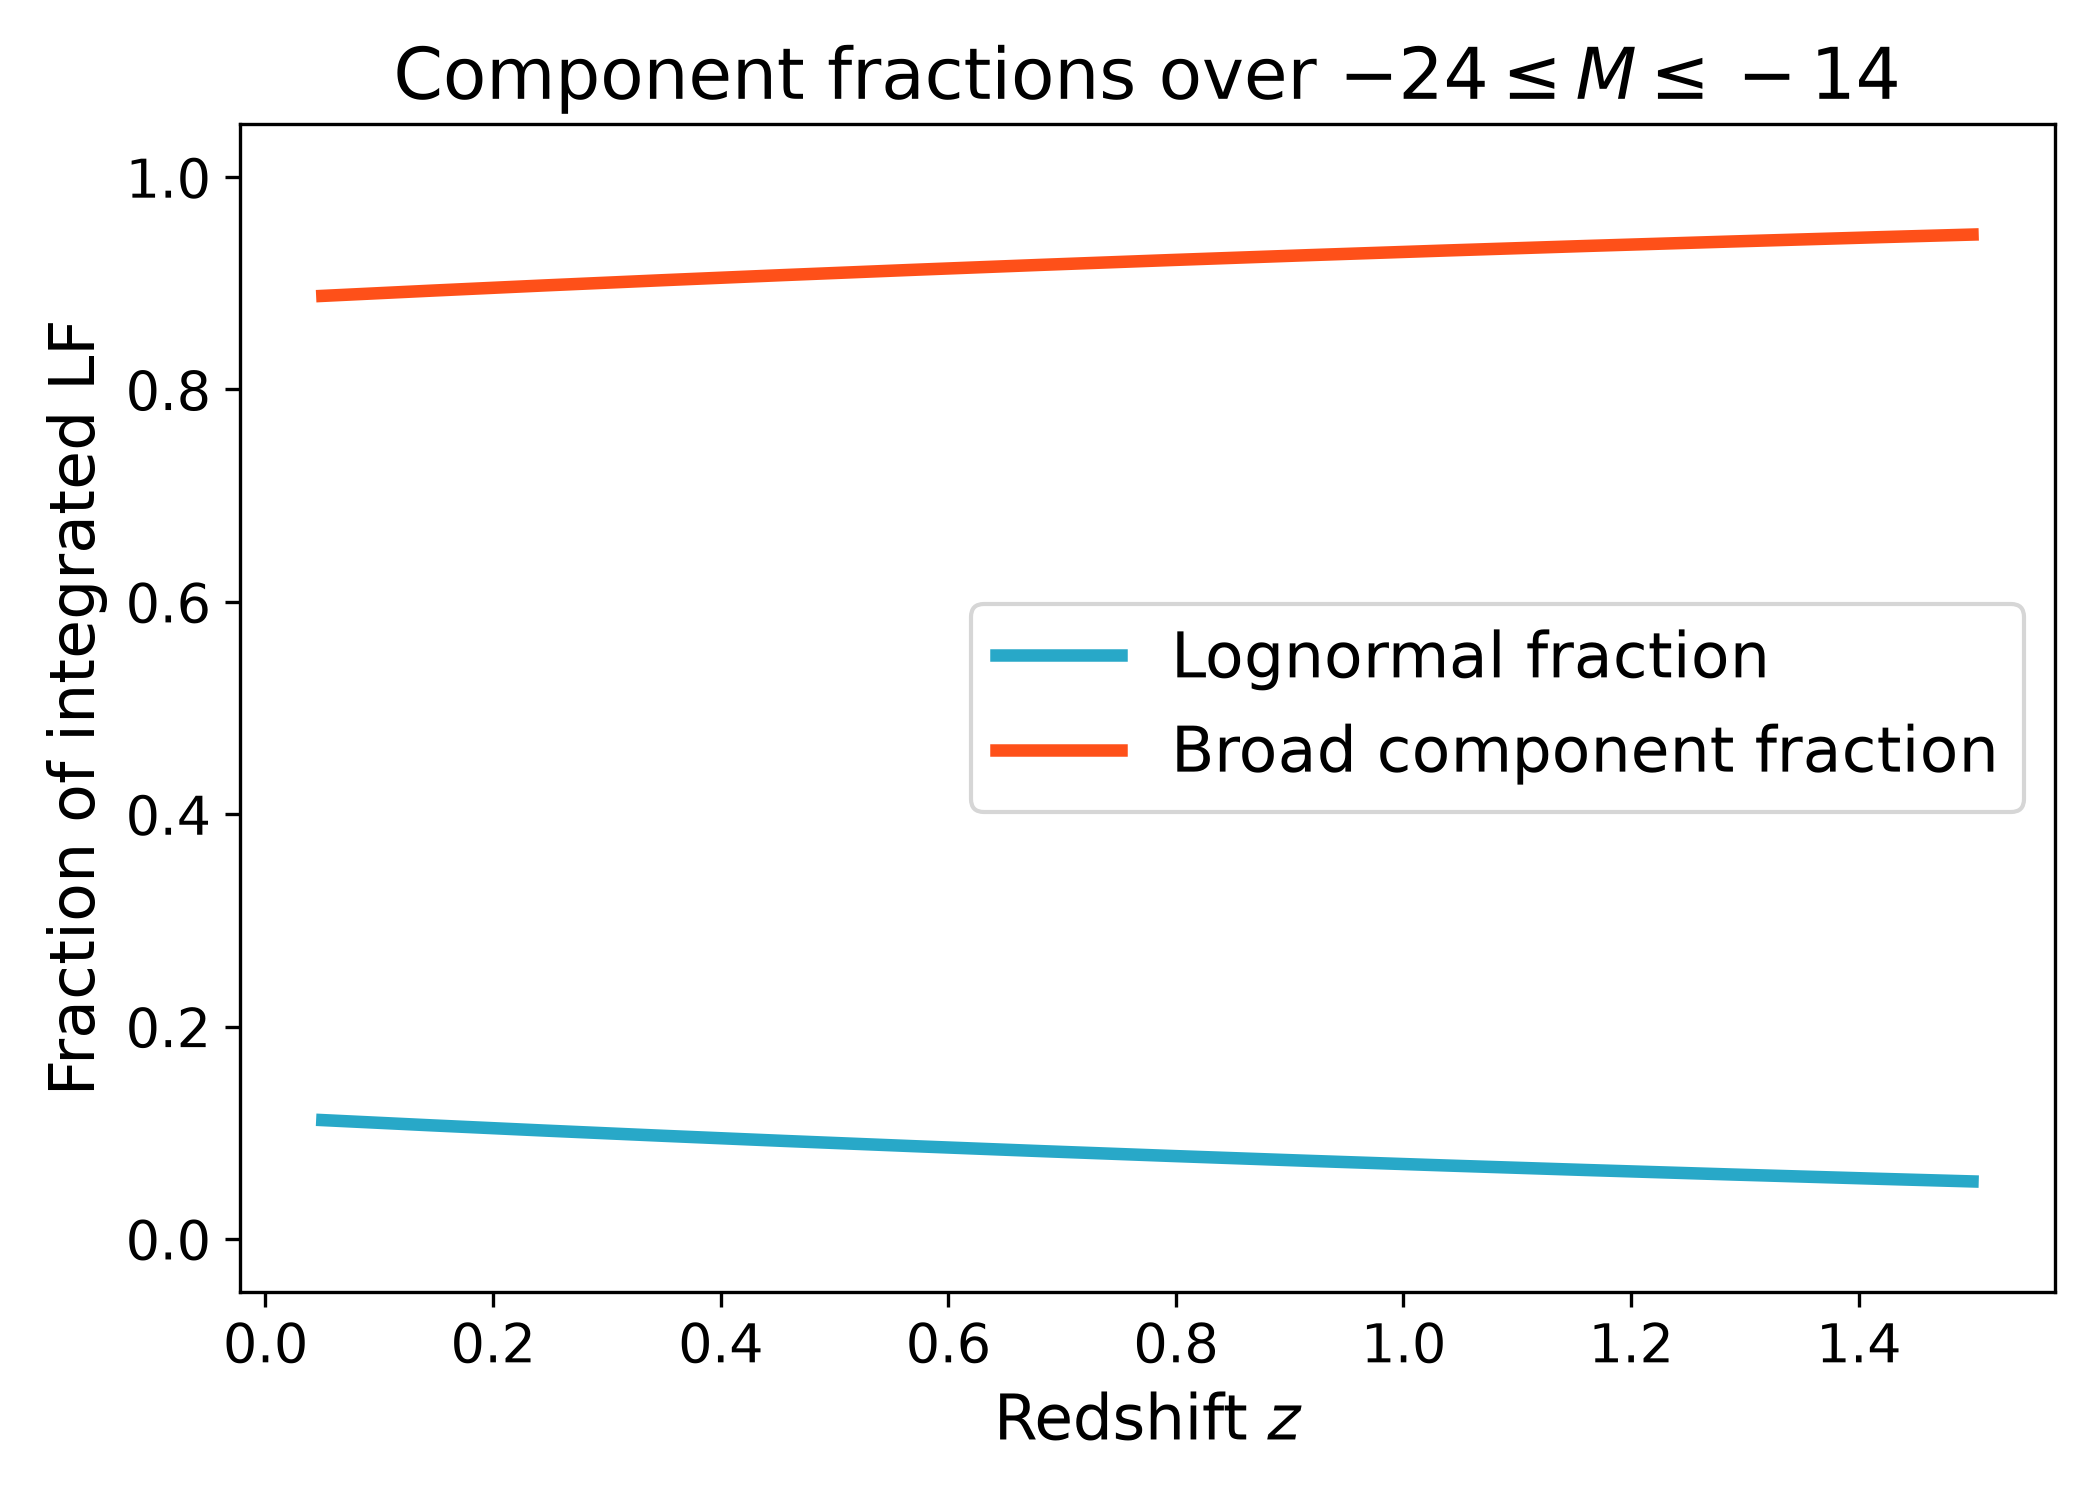 Component fractions over −24 ≤ M ≤ −14
Fraction of integrated LF
1.0
0.8
0.6
0.4
0.2
0.0
Lognormal fraction
Broad component fraction
0.0 0.2 0.4 0.6 0.8 1.0 1.2 1.4
Redshift z